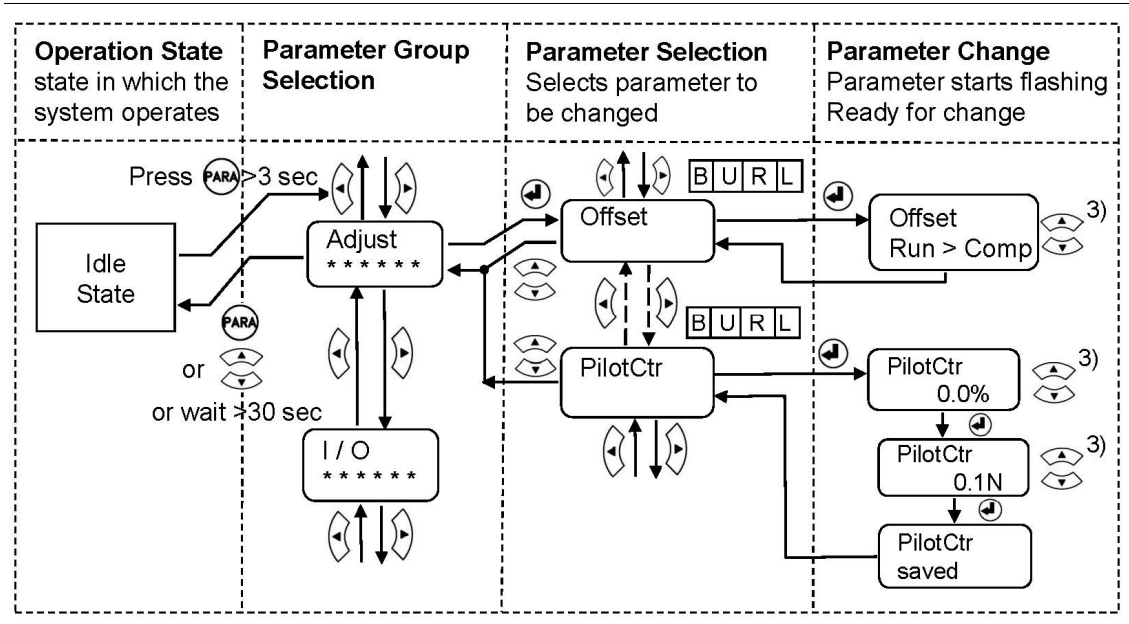 Operation State
state in which the
system operates
Parameter Group
Selection
Parameter Selection
Selects parameter to
be changed
Parameter Change
Parameter starts flashing
Ready for change
Press PARA >3 sec
Idle
State
PARA
or
or wait >30 sec
Adjust
* * * * * *
I / O
* * * * * *
B U R L
Offset
B U R L
PilotCtr
Offset
Run > Comp
3)
PilotCtr
0.0%
3)
PilotCtr
0.1N
3)
PilotCtr
saved